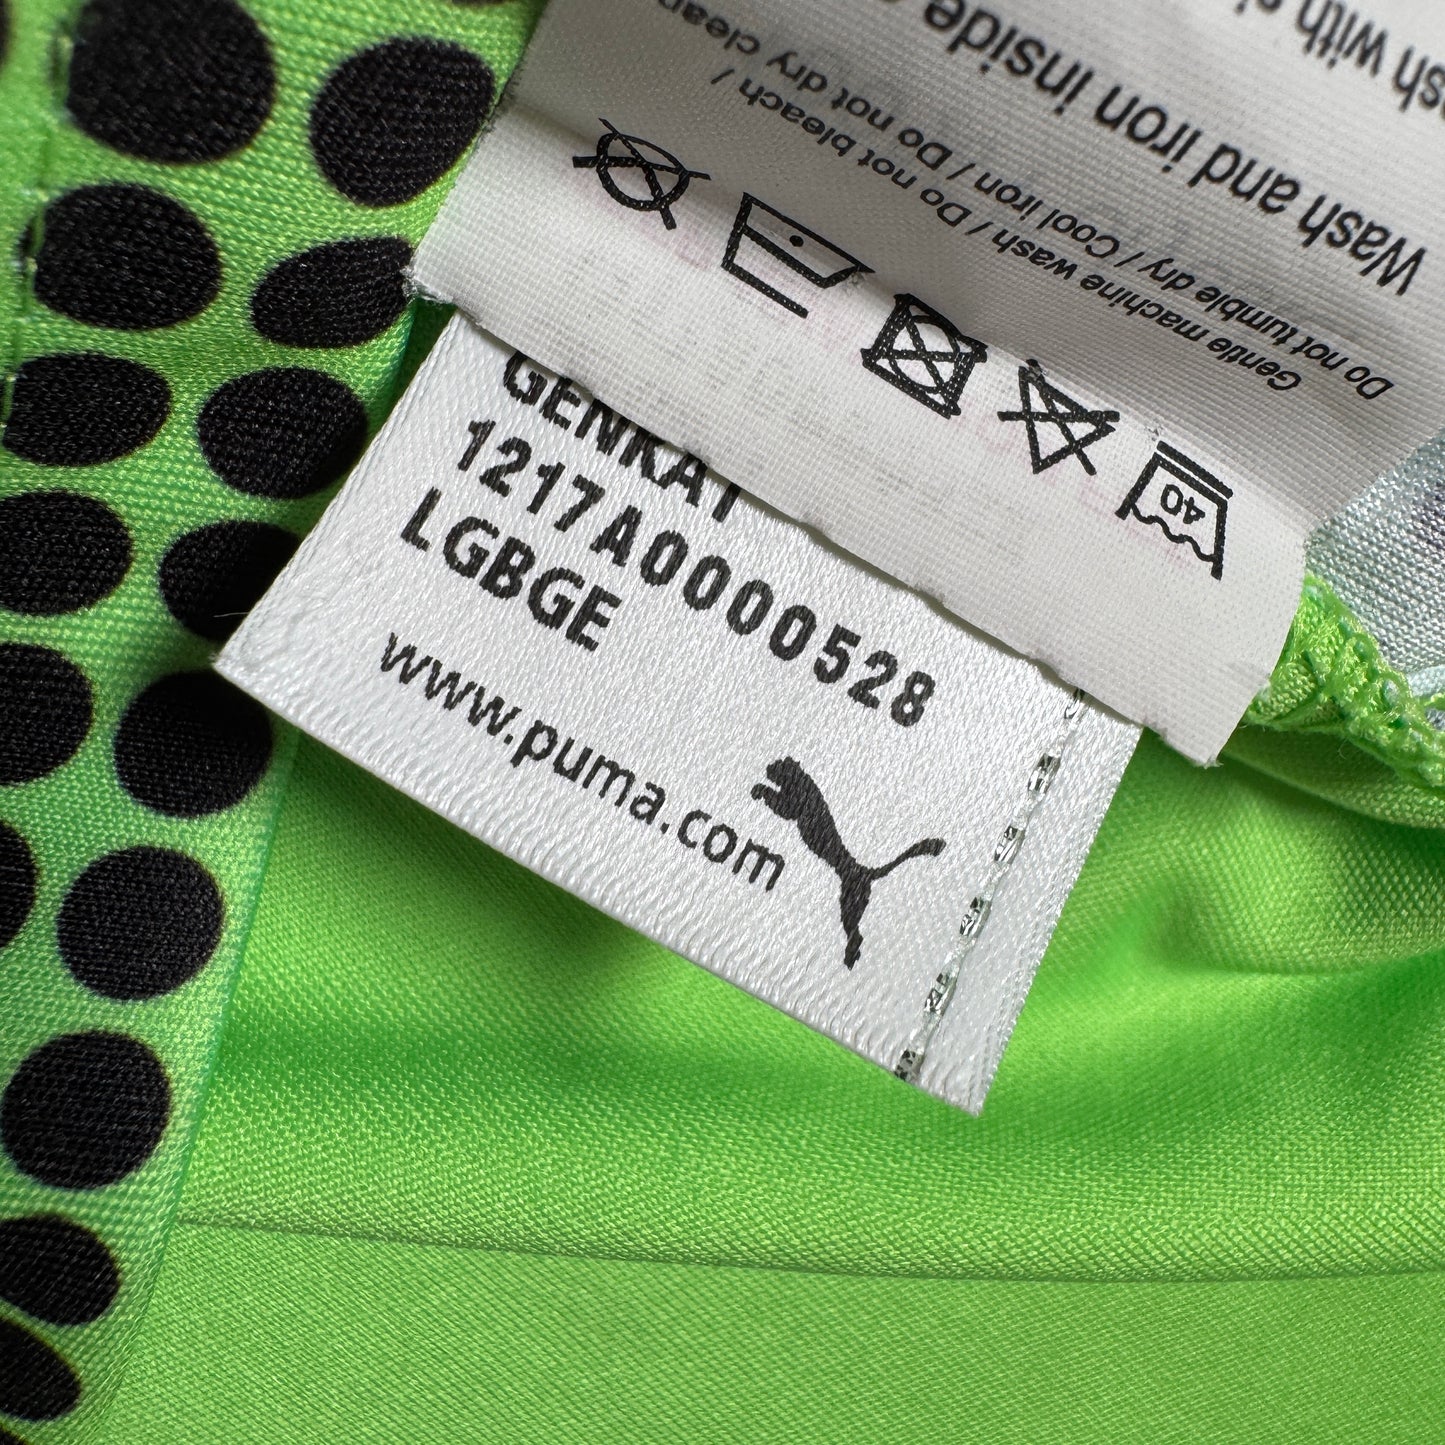 GENKAT
1217A0000528
LGBGE
www.puma.com
with
Wash and iron inside
Gentle machine wash / Do not bleach /
Do not tumble dry / Cool iron / Do not dry clean
40